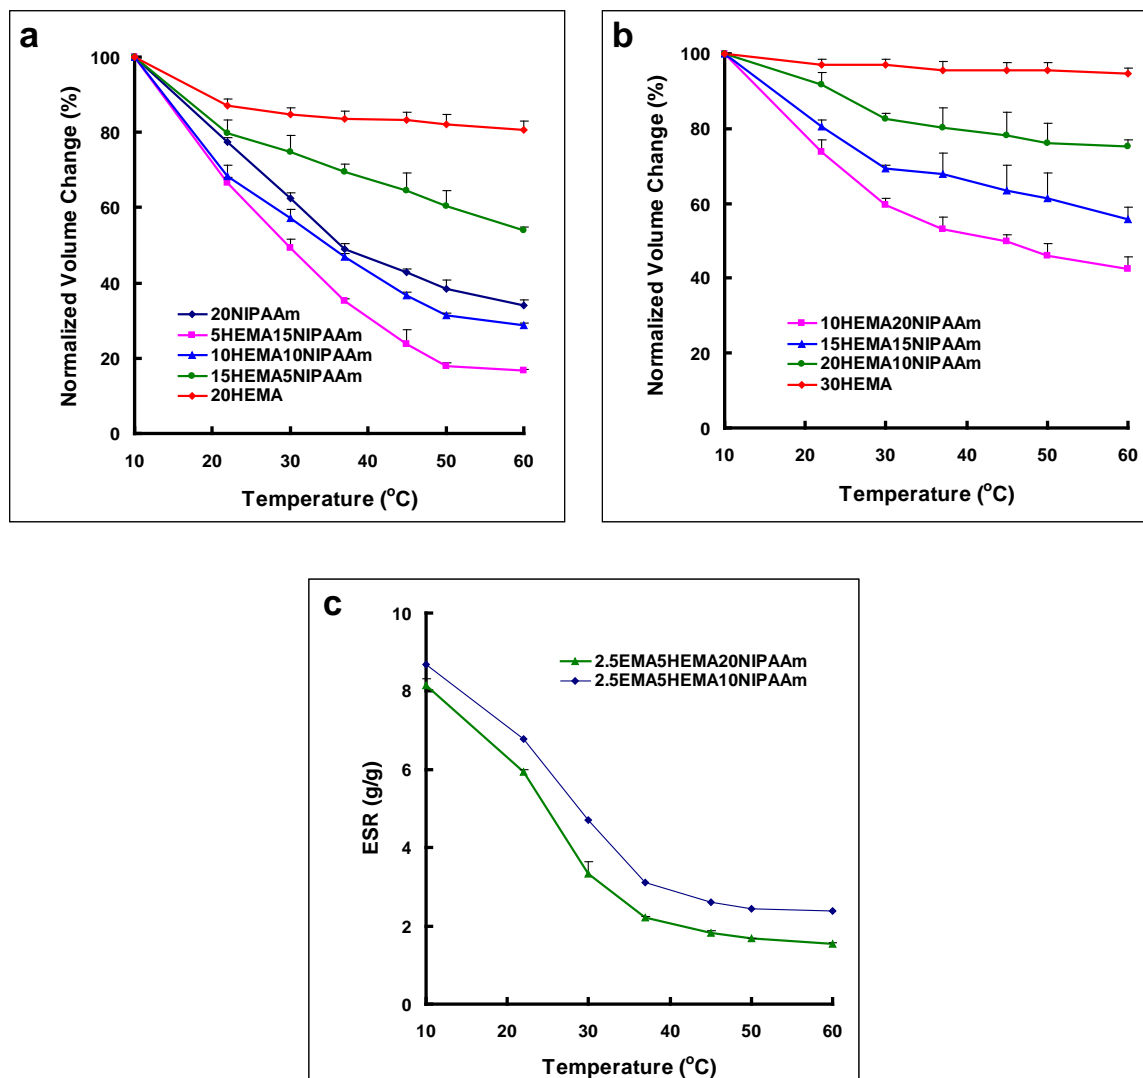 a
Normalized Volume Change (%)
100
80
60
40
20
0
20NIPAAm
5HEMA15NIPAAm
10HEMA10NIPAAm
15HEMA5NIPAAm
20HEMA
10 20 30 40 50 60
Temperature (°C)
b
Normalized Volume Change (%)
100
80
60
40
20
0
10HEMA20NIPAAm
15HEMA15NIPAAm
20HEMA10NIPAAm
30HEMA
10 20 30 40 50 60
Temperature (°C)
c
ESR (g/g)
10
8
6
4
2
0
2.5EMA5HEMA20NIPAAm
2.5EMA5HEMA10NIPAAm
10 20 30 40 50 60
Temperature (°C)